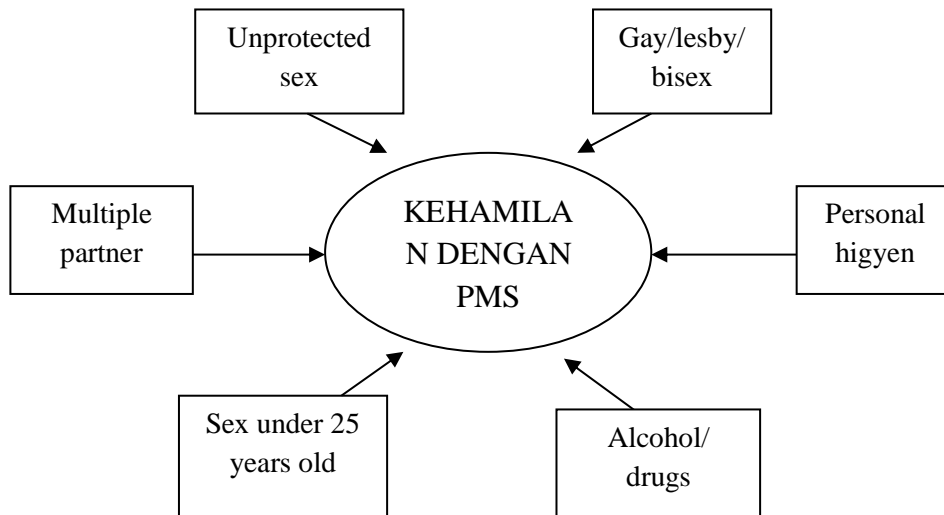 Unprotected
sex
Gay/lesby/
bisex
Multiple
partner
KEHAMILA
N DENGAN
PMS
Personal
higyen
Sex under 25
years old
Alcohol/
drugs